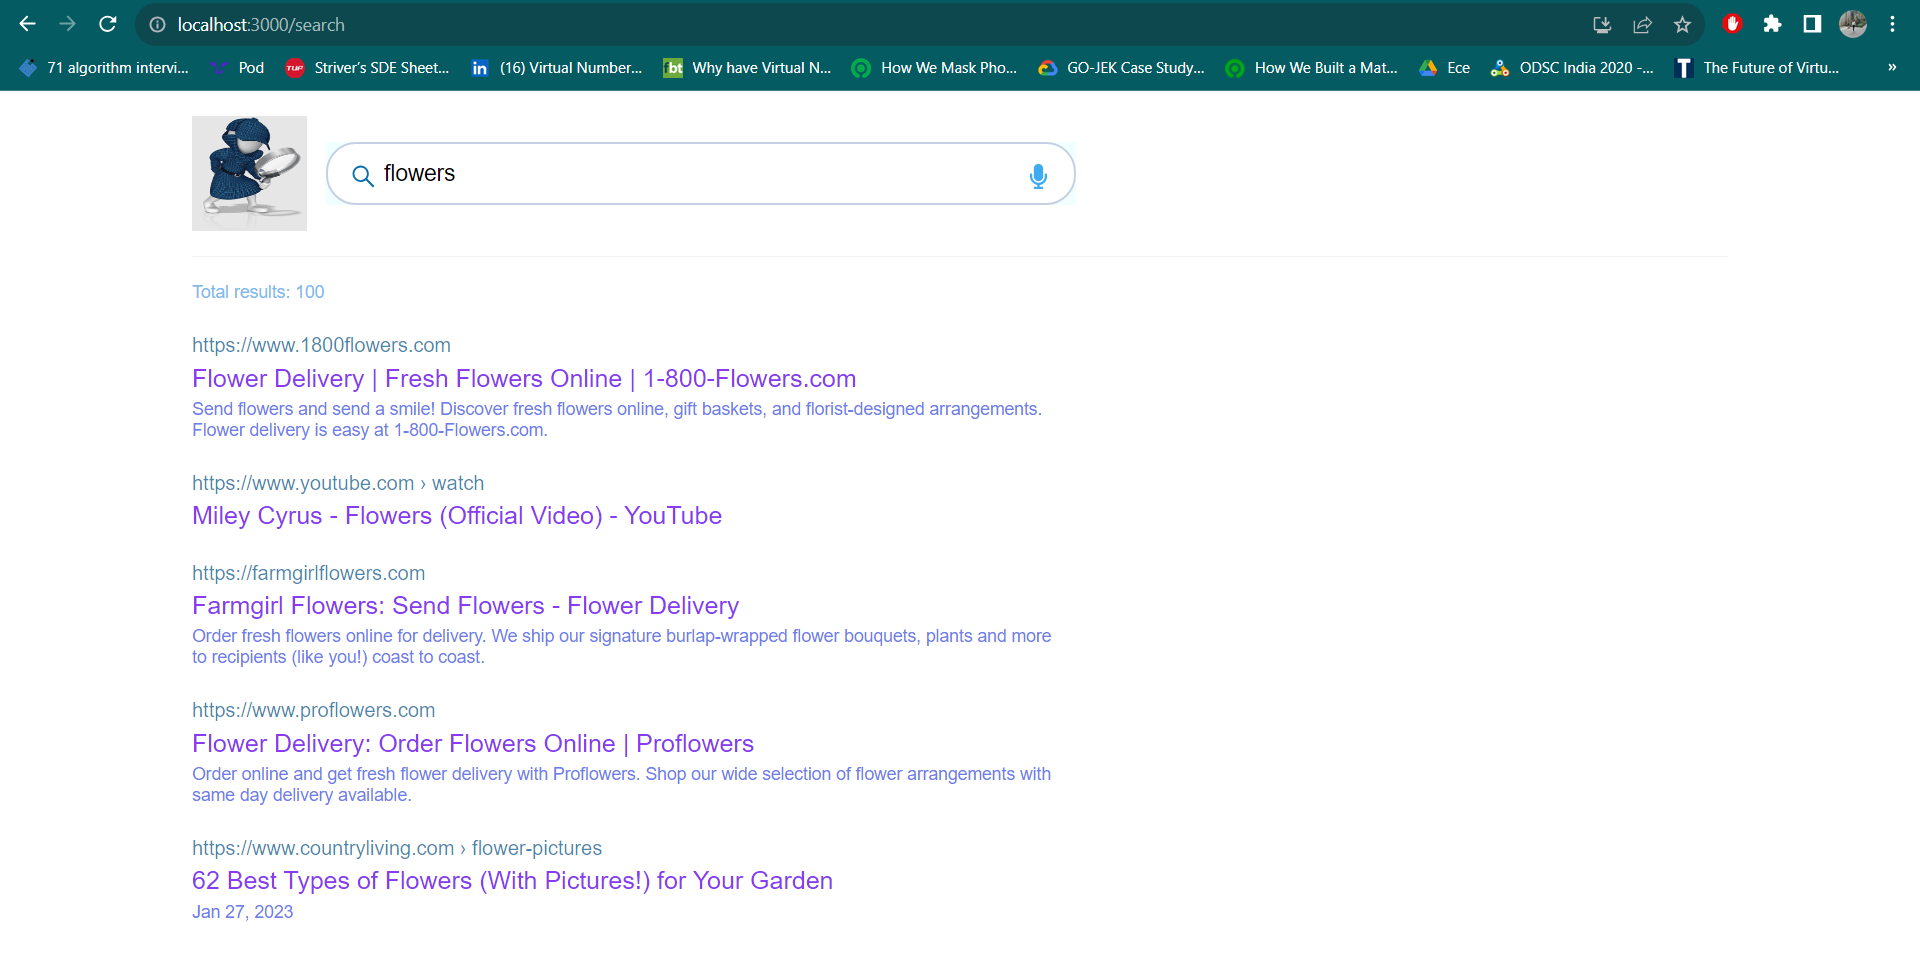 localhost:3000/search
71 algorithm intervi... Pod TUF Striver's SDE Sheet... in (16) Virtual Number... bt Why have Virtual N... How We Mask Pho... GO-JEK Case Study... How We Built a Mat... Ece ODSC India 2020 -... T The Future of Virtu... »
flowers
Total results: 100
https://www.1800flowers.com
Flower Delivery | Fresh Flowers Online | 1-800-Flowers.com
Send flowers and send a smile! Discover fresh flowers online, gift baskets, and florist-designed arrangements.
Flower delivery is easy at 1-800-Flowers.com.
https://www.youtube.com › watch
Miley Cyrus - Flowers (Official Video) - YouTube
https://farmgirlflowers.com
Farmgirl Flowers: Send Flowers - Flower Delivery
Order fresh flowers online for delivery. We ship our signature burlap-wrapped flower bouquets, plants and more
to recipients (like you!) coast to coast.
https://www.proflowers.com
Flower Delivery: Order Flowers Online | Proflowers
Order online and get fresh flower delivery with Proflowers. Shop our wide selection of flower arrangements with
same day delivery available.
https://www.countryliving.com › flower-pictures
62 Best Types of Flowers (With Pictures!) for Your Garden
Jan 27, 2023